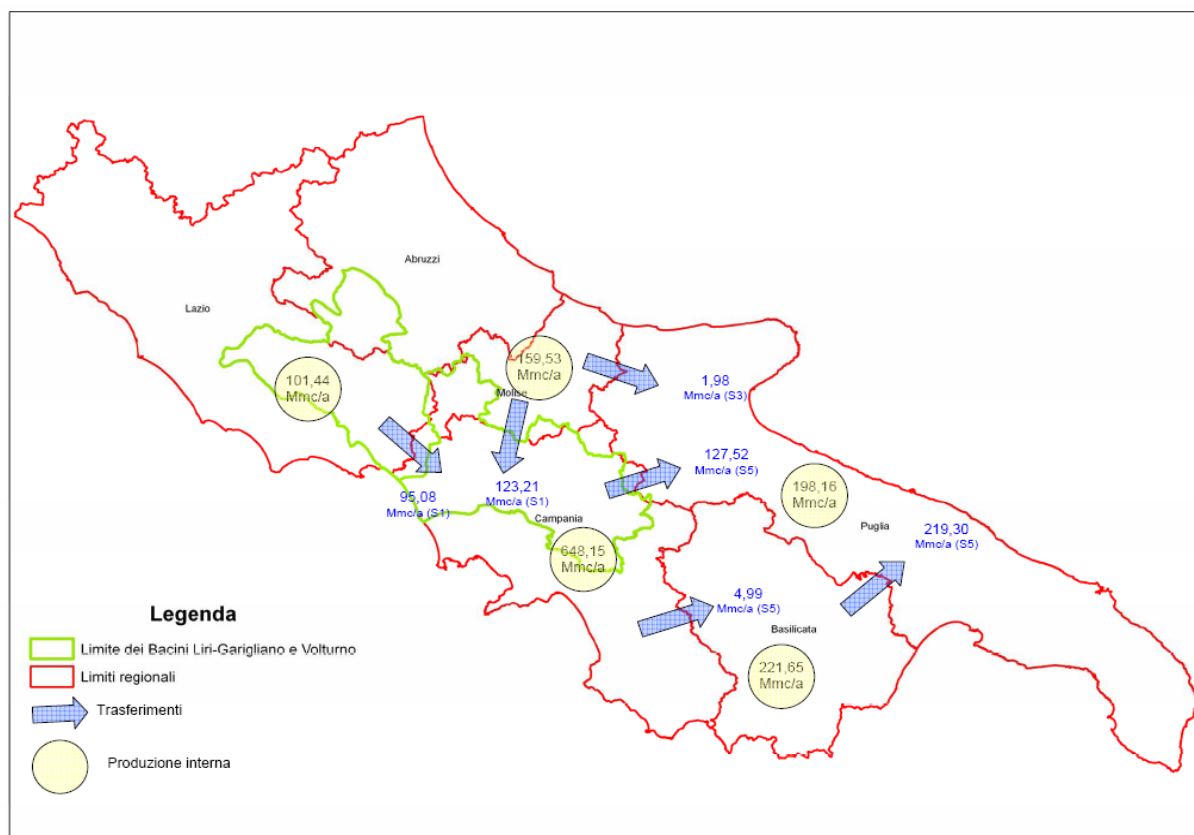 Abruzzi
Lazio
159,53
Mmc/a
101,44
Mmc/a
Molise
1,98
Mmc/a (S3)
127,52
Mmc/a (S5)
198,16
Mmc/a
95,08
Mmc/a (S1)
123,21
Mmc/a (S1)
Campania
Puglia
219,30
Mmc/a (S5)
648,15
Mmc/a
4,99
Mmc/a (S5)
Basilicata
221,65
Mmc/a
Legenda
Limite dei Bacini Liri-Garigliano e Volturno
Limiti regionali
Trasferimenti
Produzione interna